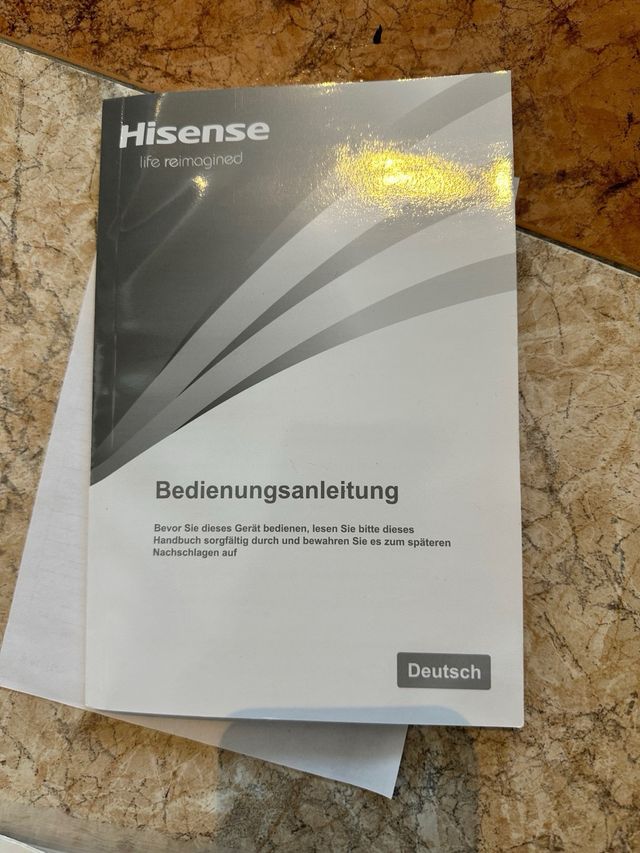 Hisense
life reimagined
Bedienungsanleitung
Bevor Sie dieses Gerät bedienen, lesen Sie bitte dieses
Handbuch sorgfältig durch und bewahren Sie es zum späteren
Nachschlagen auf
Deutsch